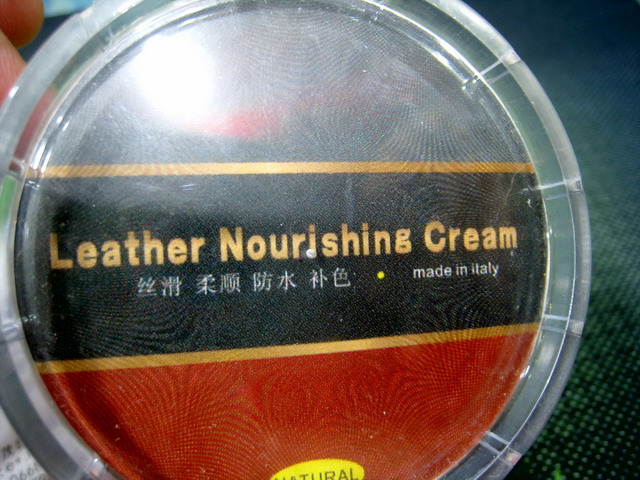 Leather Nourishing Cream
丝滑 柔顺 防水 补色 • made in italy
NATURAL